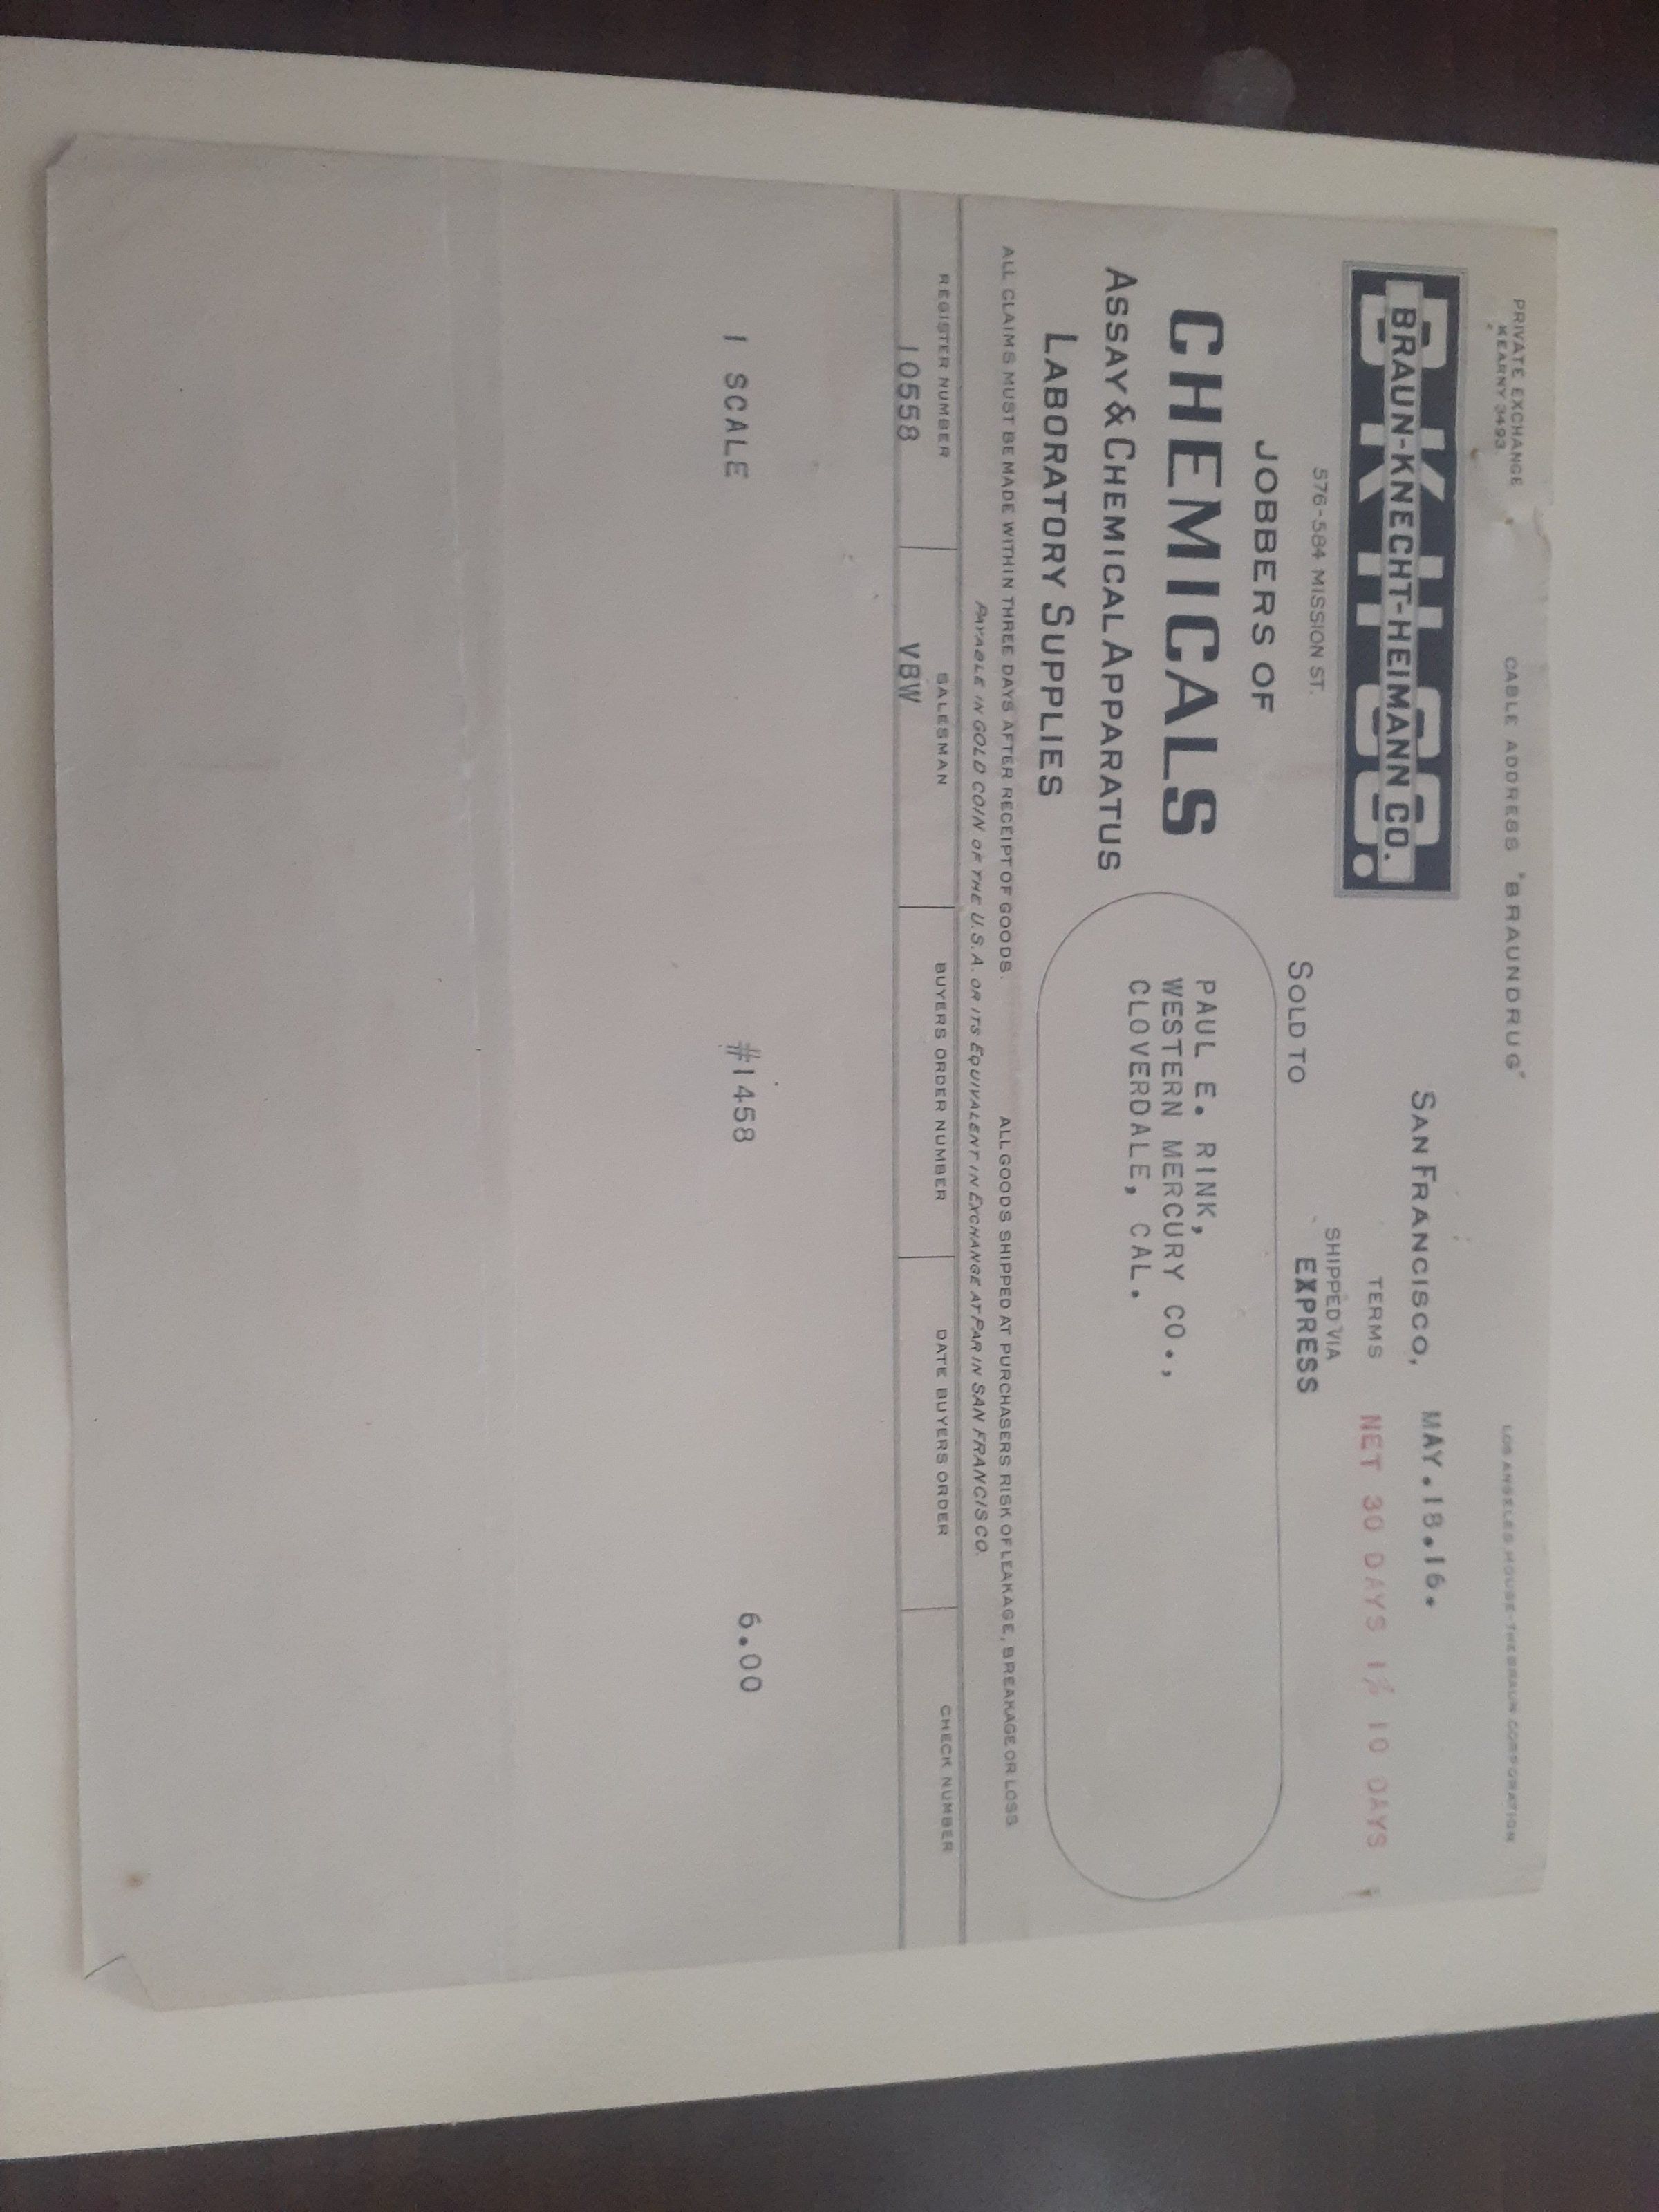 PRIVATE EXCHANGE
KEARNY 3493
CABLE ADDRESS "BRAUNDRUG"
LOS ANGELES HOUSE-THE BRAUN CORPORATION
B-K-H CO.
BRAUN-KNECHT-HEIMANN CO.
576-584 MISSION ST.
SAN FRANCISCO, MAY.18.16.
TERMS NET 30 DAYS 1% 10 DAYS
SHIPPED VIA
EXPRESS
JOBBERS OF
CHEMICALS
ASSAY & CHEMICAL APPARATUS
LABORATORY SUPPLIES
SOLD TO
PAUL E. RINK,
WESTERN MERCURY CO.,
CLOVERDALE, CAL.
ALL CLAIMS MUST BE MADE WITHIN THREE DAYS AFTER RECEIPT OF GOODS. ALL GOODS SHIPPED AT PURCHASERS RISK OF LEAKAGE, BREAKAGE OR LOSS
PAYABLE IN GOLD COIN OF THE U.S.A. OR ITS EQUIVALENT IN EXCHANGE AT PAR IN SAN FRANCISCO.
REGISTER NUMBER SALESMAN BUYERS ORDER NUMBER DATE BUYERS ORDER CHECK NUMBER
10558 VBW
1 SCALE #1458 6.00